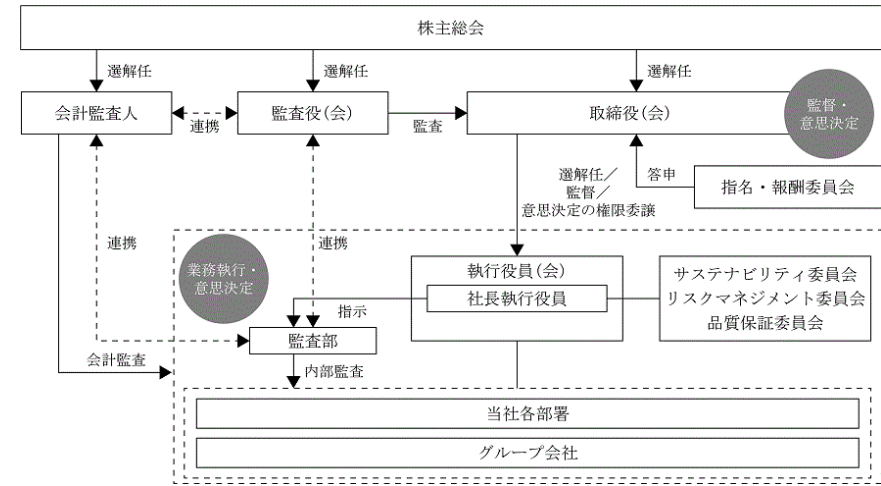 株主総会
選解任
選解任
選解任
会計監査人
連携
監査役(会)
監査
取締役(会)
監督・
意思決定
選解任／
監督／
意思決定の権限委譲
答申
指名・報酬委員会
連携
連携
業務執行・
意思決定
執行役員(会)
社長執行役員
サステナビリティ委員会
リスクマネジメント委員会
品質保証委員会
指示
監査部
会計監査
内部監査
当社各部署
グループ会社